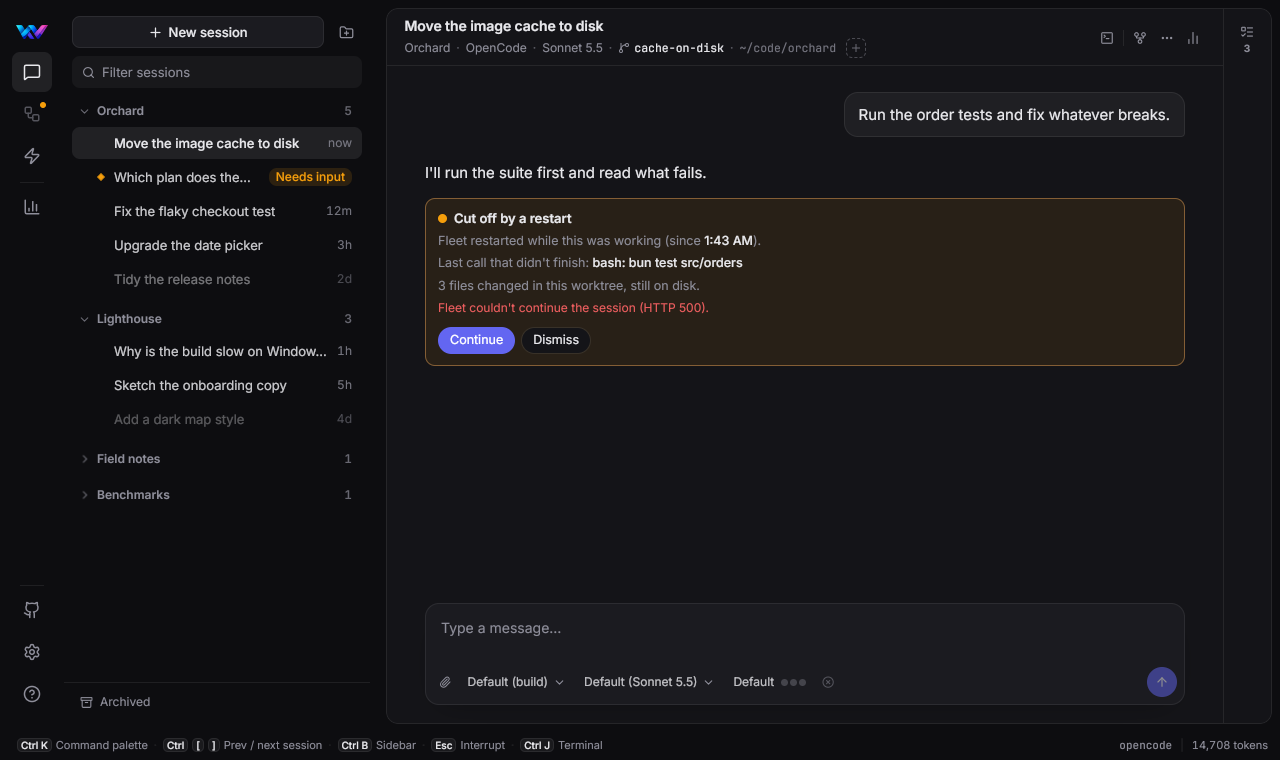 New session
Filter sessions
Orchard 5
Move the image cache to disk now
Which plan does the... Needs input
Fix the flaky checkout test 12m
Upgrade the date picker 3h
Tidy the release notes 2d
Lighthouse 3
Why is the build slow on Window... 1h
Sketch the onboarding copy 5h
Add a dark map style 4d
Field notes 1
Benchmarks 1
Archived
Move the image cache to disk
Orchard · OpenCode · Sonnet 5.5 · cache-on-disk · ~/code/orchard
3
Run the order tests and fix whatever breaks.
I'll run the suite first and read what fails.
Cut off by a restart
Fleet restarted while this was working (since 1:43 AM).
Last call that didn't finish: bash: bun test src/orders
3 files changed in this worktree, still on disk.
Fleet couldn't continue the session (HTTP 500).
Continue Dismiss
Type a message...
Default (build) Default (Sonnet 5.5) Default
Ctrl K Command palette · Ctrl [ ] Prev / next session · Ctrl B Sidebar · Esc Interrupt · Ctrl J Terminal
opencode 14,708 tokens